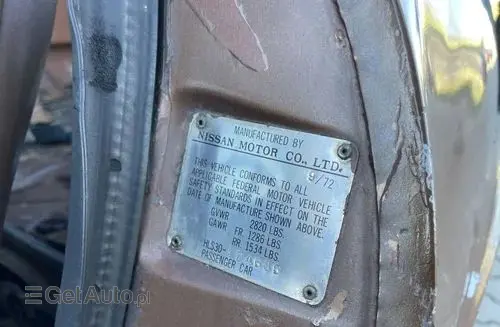 MANUFACTURED BY
NISSAN MOTOR CO., LTD.
9/72
THIS VEHICLE CONFORMS TO ALL
APPLICABLE FEDERAL MOTOR VEHICLE
SAFETY STANDARDS IN EFFECT ON THE
DATE OF MANUFACTURE SHOWN ABOVE.
GVWR 2820 LBS.
GAWR FR 1286 LBS.
RR 1534 LBS.
HLS30-
PASSENGER CAR
GetAuto